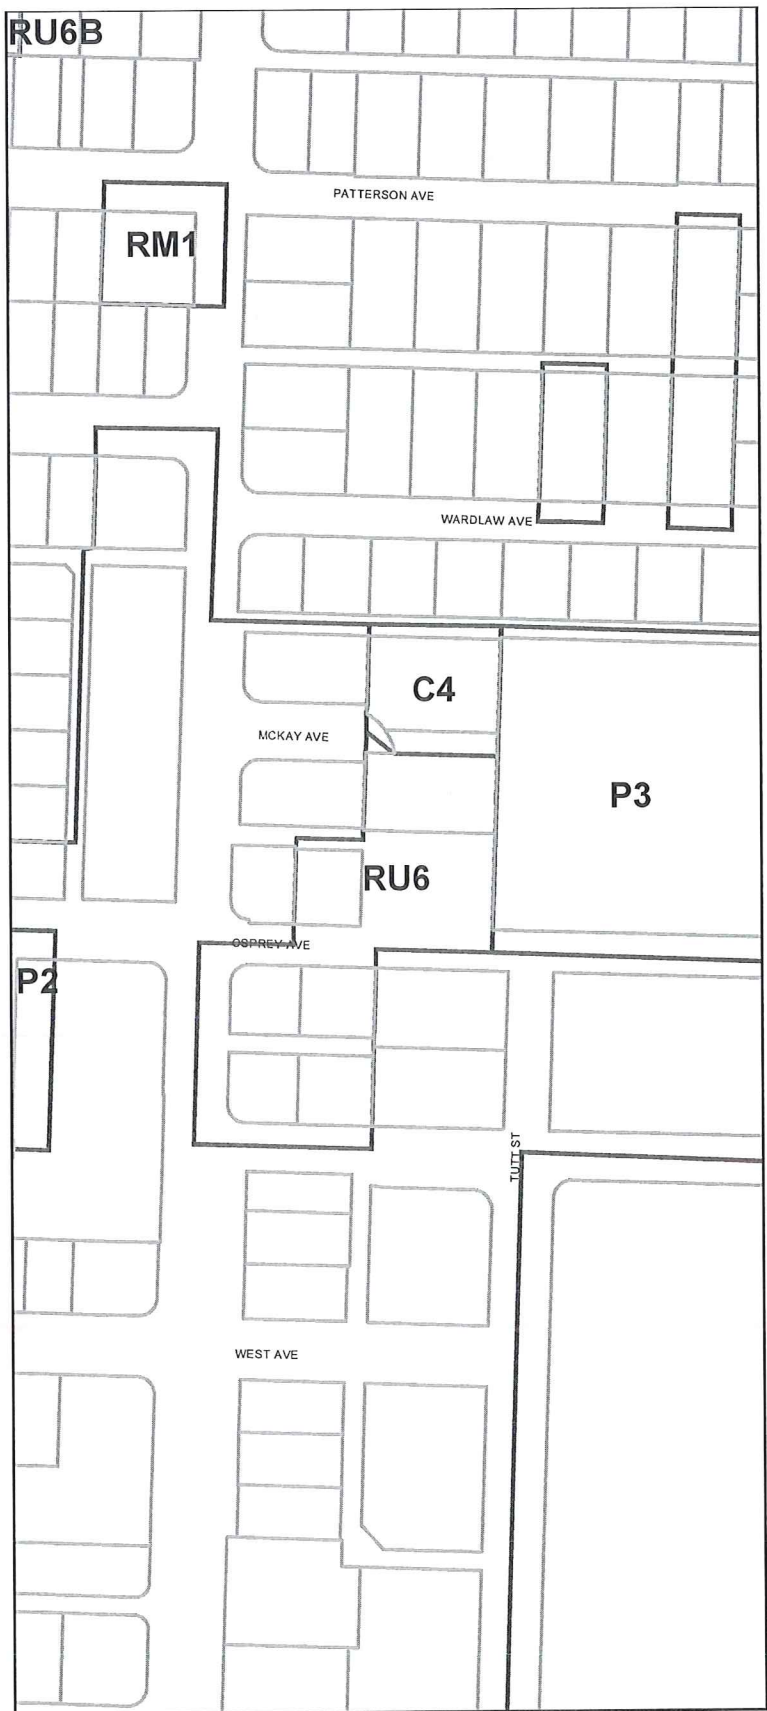 RU6B
PATTERSON AVE
RM1
WARDLAW AVE
C4
MCKAY AVE
P3
RU6
OSPREY AVE
P2
TUTT ST
WEST AVE